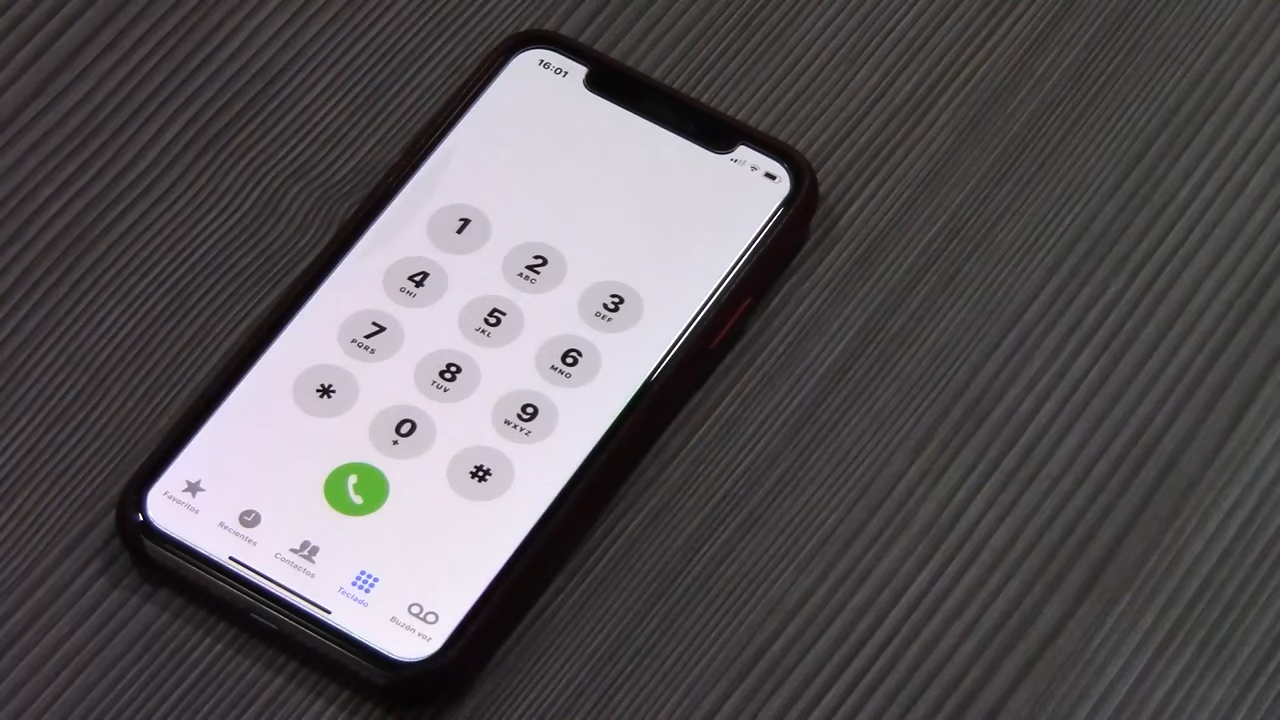 16:01
1
2
ABC
3
DEF
4
GHI
5
JKL
6
MNO
7
PQRS
8
TUV
9
WXYZ
*
0
+
#
Favoritos
Recientes
Contactos
Teclado
Buzón voz